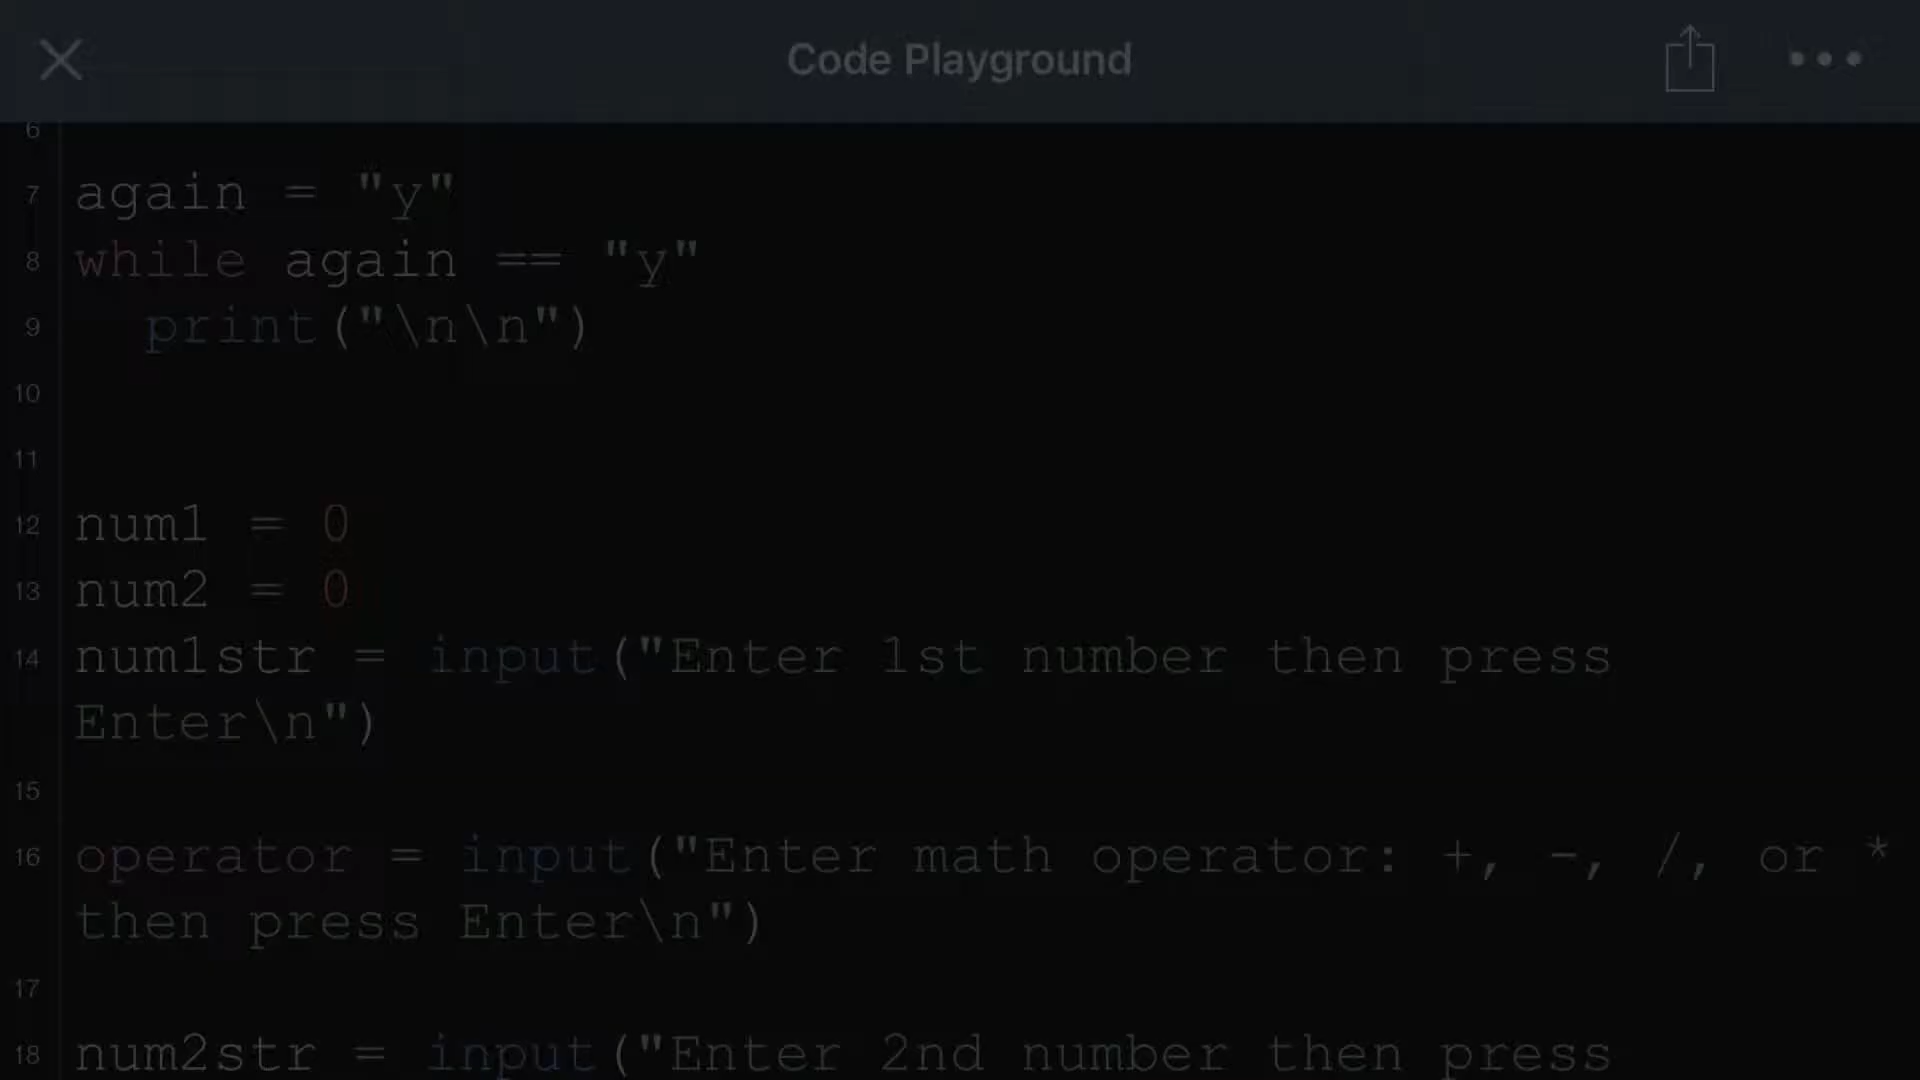 Code Playground
6
7 again = "y"
8 while again == "y"
9 print("\n\n")
10
11
12 num1 = 0
13 num2 = 0
14 num1str = input("Enter 1st number then press
Enter\n")
15
16 operator = input("Enter math operator: +, -, /, or *
then press Enter\n")
17
18 num2str = input("Enter 2nd number then press